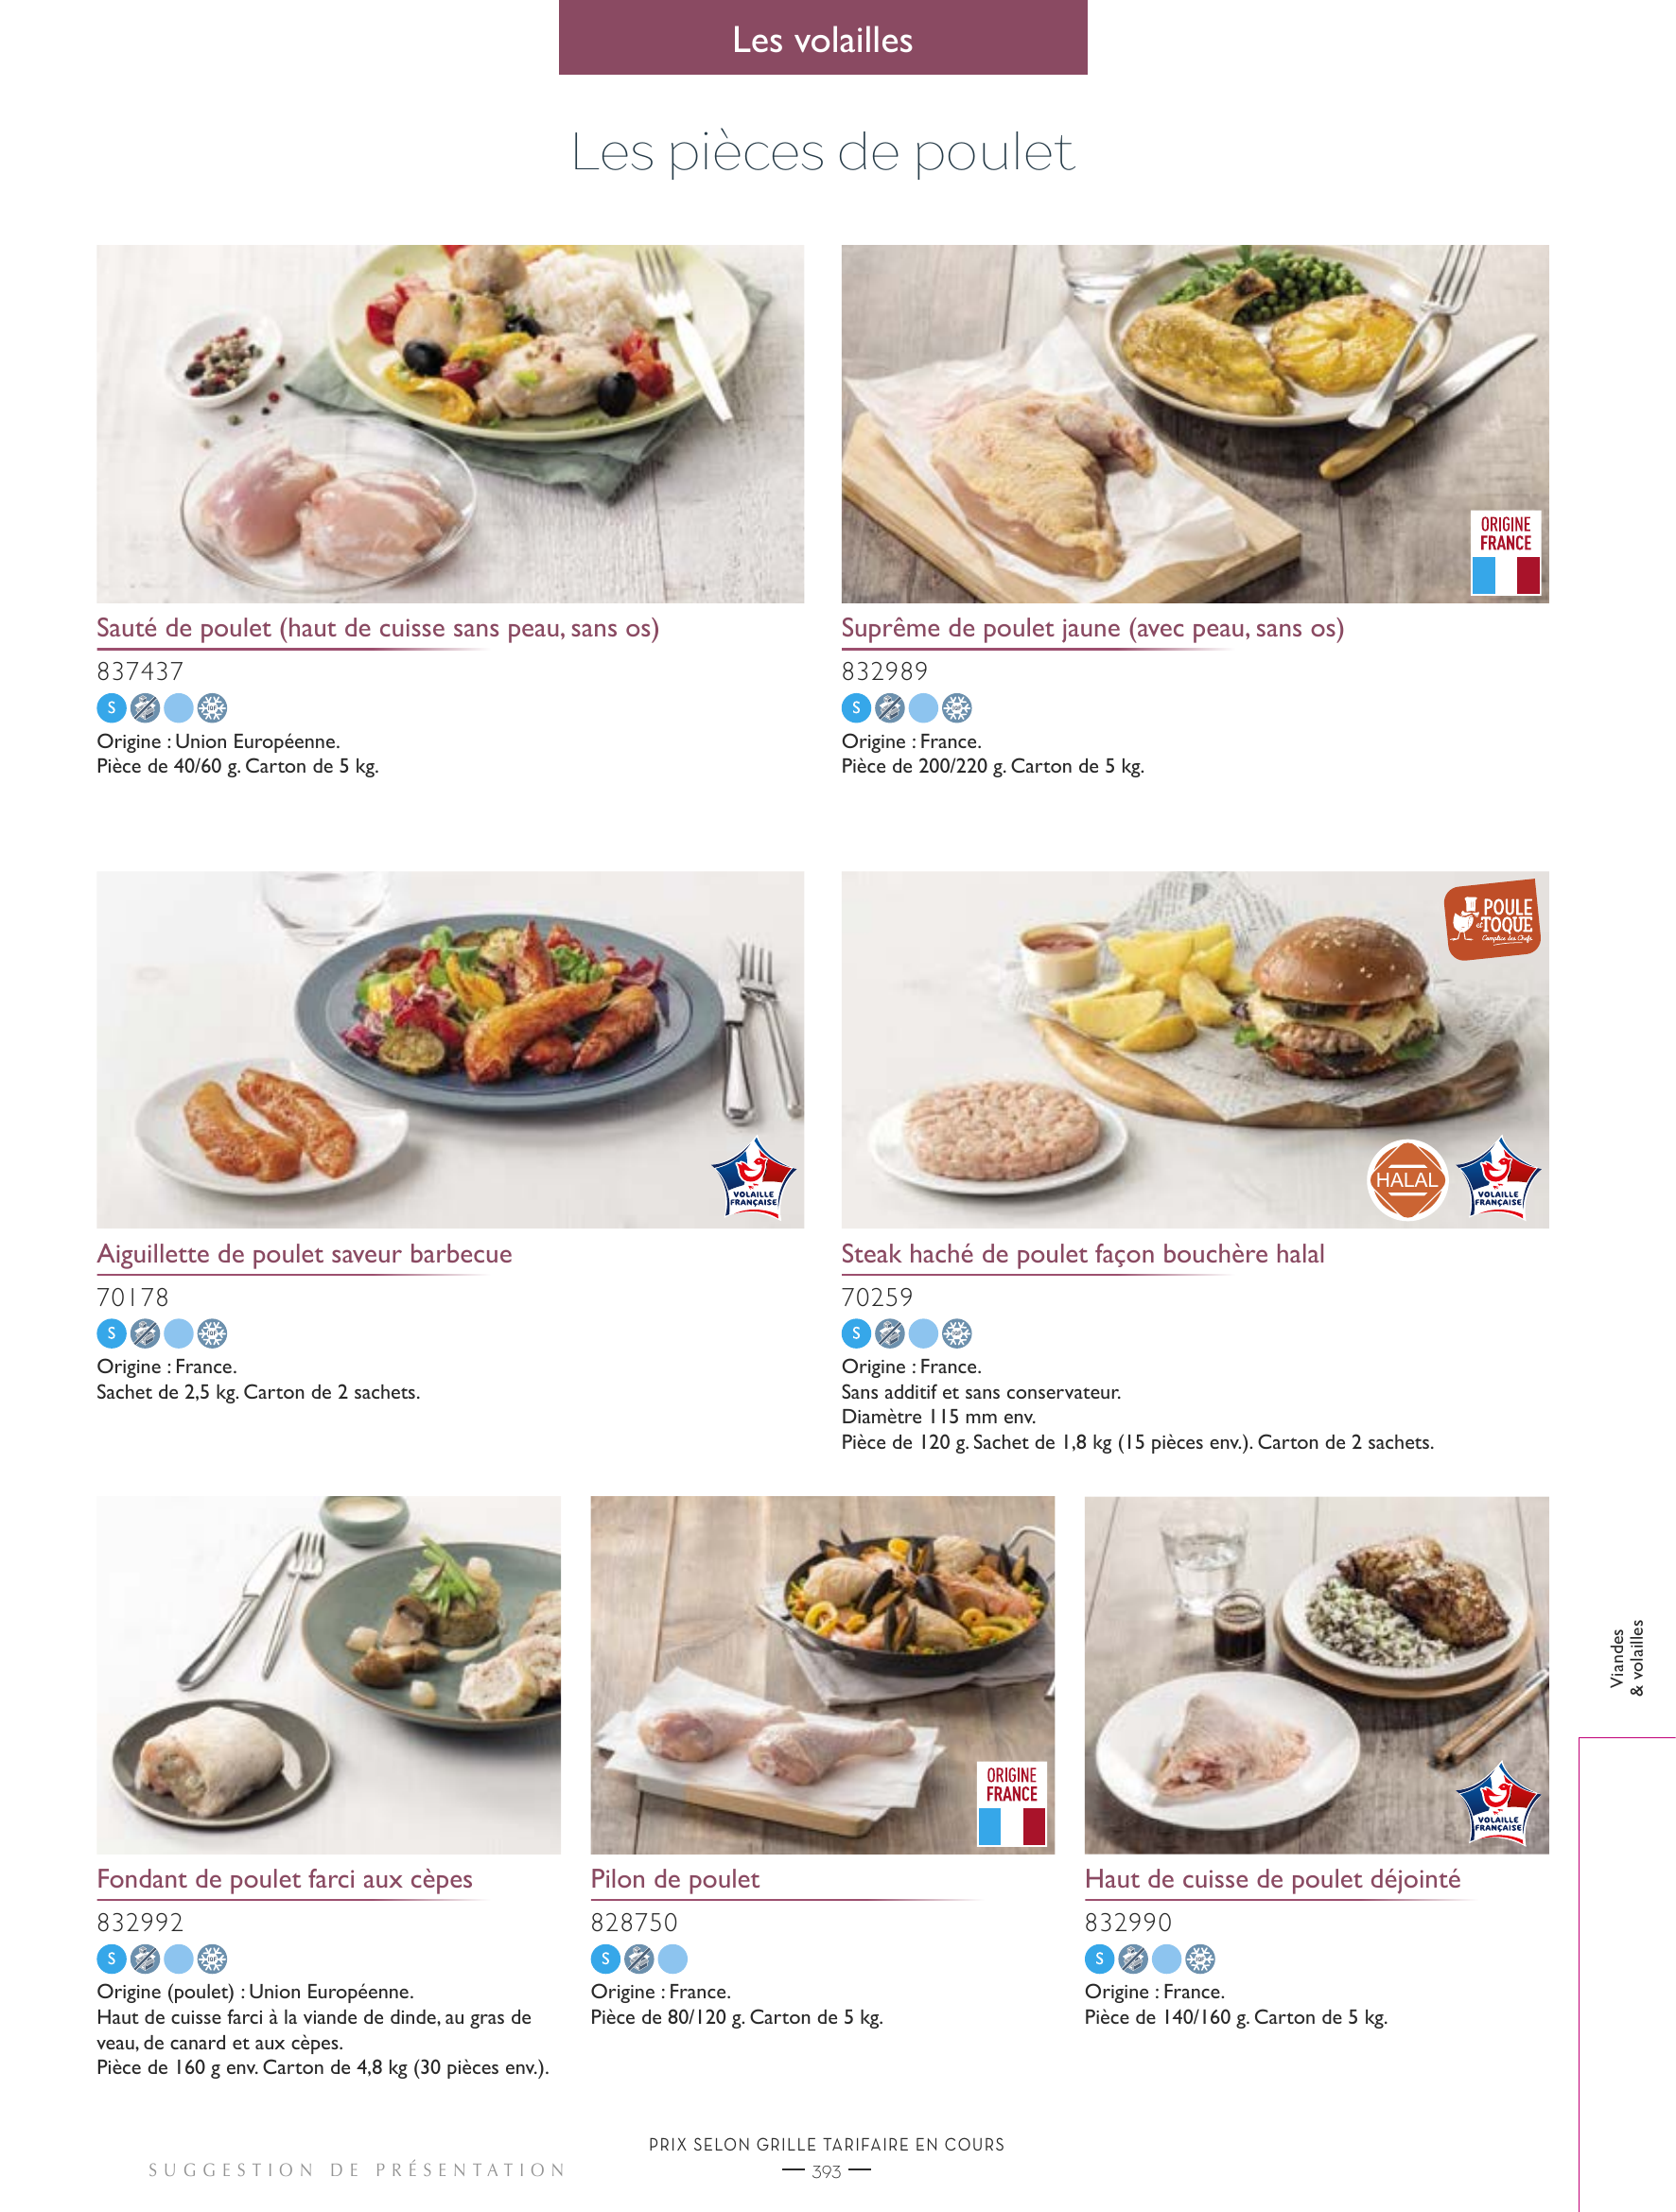 Les volailles
Les pièces de poulet
ORIGINE
FRANCE
Sauté de poulet (haut de cuisse sans peau, sans os)
837437
S
Origine : Union Européenne.
Pièce de 40/60 g. Carton de 5 kg.
Suprême de poulet jaune (avec peau, sans os)
832989
S
Origine : France.
Pièce de 200/220 g. Carton de 5 kg.
VOLAILLE
FRANÇAISE
Aiguillette de poulet saveur barbecue
70178
S
Origine : France.
Sachet de 2,5 kg. Carton de 2 sachets.
POULE
et TOQUE
Complice des Chefs
HALAL
VOLAILLE
FRANÇAISE
Steak haché de poulet façon bouchère halal
70259
S
Origine : France.
Sans additif et sans conservateur.
Diamètre 115 mm env.
Pièce de 120 g. Sachet de 1,8 kg (15 pièces env.). Carton de 2 sachets.
Fondant de poulet farci aux cèpes
832992
S
Origine (poulet) : Union Européenne.
Haut de cuisse farci à la viande de dinde, au gras de
veau, de canard et aux cèpes.
Pièce de 160 g env. Carton de 4,8 kg (30 pièces env.).
ORIGINE
FRANCE
Pilon de poulet
828750
S
Origine : France.
Pièce de 80/120 g. Carton de 5 kg.
VOLAILLE
FRANÇAISE
Haut de cuisse de poulet déjointé
832990
S
Origine : France.
Pièce de 140/160 g. Carton de 5 kg.
Viandes
& volailles
PRIX SELON GRILLE TARIFAIRE EN COURS
393
SUGGESTION DE PRÉSENTATION